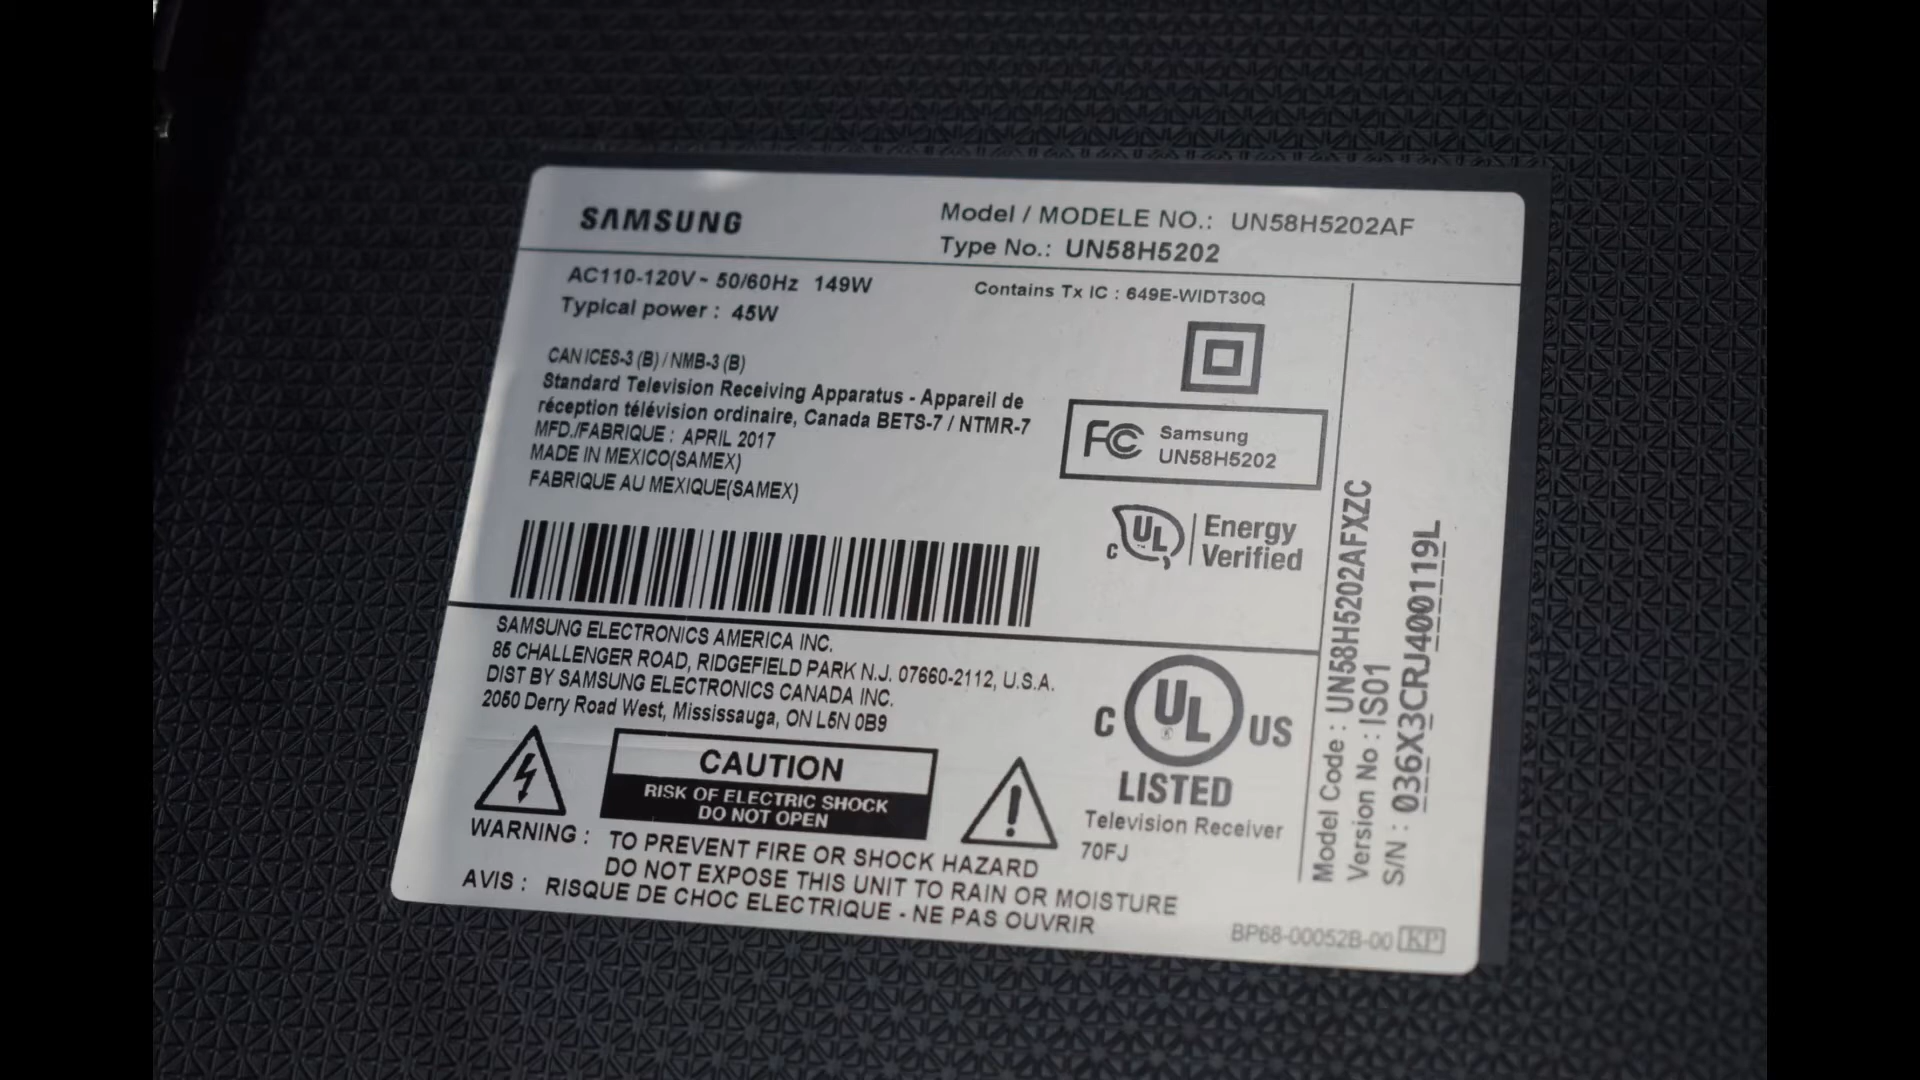 SAMSUNG
Model / MODELE NO.: UN58H5202AF
Type No.: UN58H5202
AC110-120V~ 50/60Hz 149W
Typical power : 45W
Contains Tx IC : 649E-WIDT30Q
CAN ICES-3 (B) / NMB-3 (B)
Standard Television Receiving Apparatus - Appareil de
réception télévision ordinaire, Canada BETS-7 / NTMR-7
MFD./FABRIQUE : APRIL 2017
MADE IN MEXICO(SAMEX)
FABRIQUE AU MEXIQUE(SAMEX)
FC Samsung
UN58H5202
C UL Energy
Verified
SAMSUNG ELECTRONICS AMERICA INC.
85 CHALLENGER ROAD, RIDGEFIELD PARK N.J. 07660-2112, U.S.A.
DIST BY SAMSUNG ELECTRONICS CANADA INC.
2050 Derry Road West, Mississauga, ON L5N 0B9
CAUTION
RISK OF ELECTRIC SHOCK
DO NOT OPEN
WARNING : TO PREVENT FIRE OR SHOCK HAZARD
DO NOT EXPOSE THIS UNIT TO RAIN OR MOISTURE
AVIS : RISQUE DE CHOC ELECTRIQUE - NE PAS OUVRIR
C UL US
LISTED
Television Receiver
70FJ
Model Code : UN58H5202AFXZC
Version No : IS01
S/N : 036X3CRJ400119L
BP68-00052B-00 KP